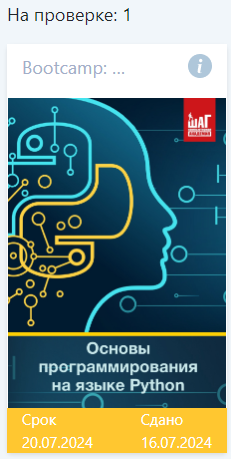 На проверке: 1
Bootcamp: ...
i
ШАГ
АКАДЕМИЯ
Основы
программирования
на языке Python
Срок Сдано
20.07.2024 16.07.2024